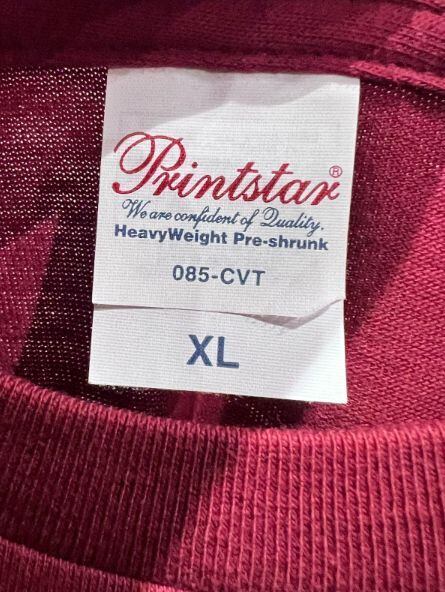 Printstar®
We are confident of Quality.
HeavyWeight Pre-shrunk
085-CVT
XL